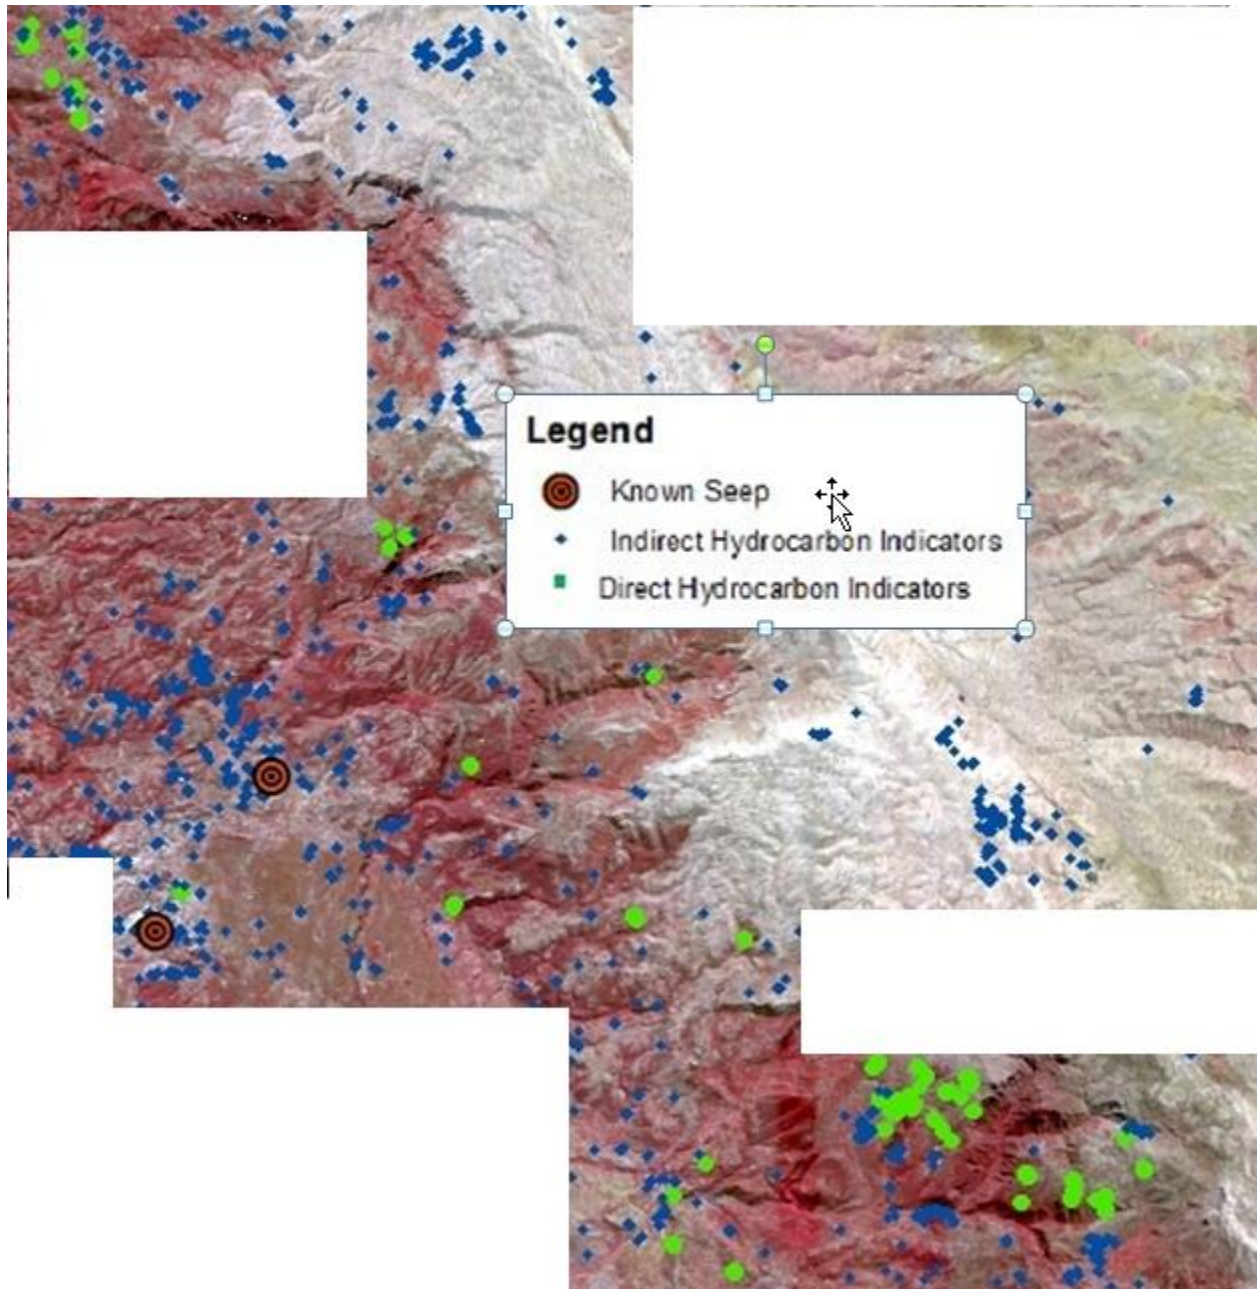 Legend
Known Seep
Indirect Hydrocarbon Indicators
Direct Hydrocarbon Indicators